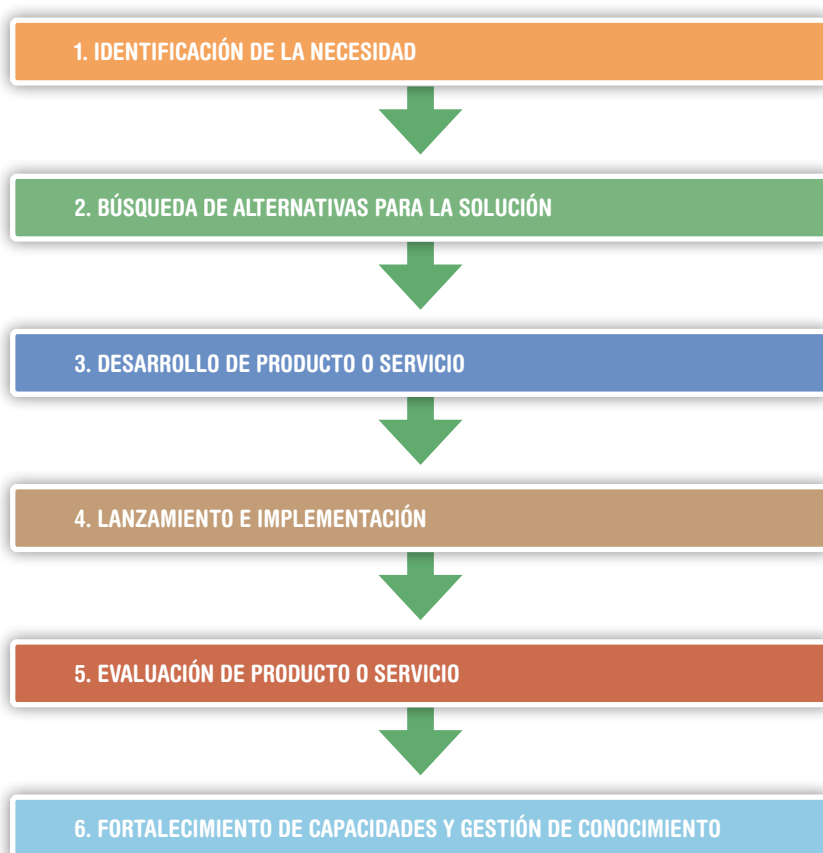 1. IDENTIFICACIÓN DE LA NECESIDAD
2. BÚSQUEDA DE ALTERNATIVAS PARA LA SOLUCIÓN
3. DESARROLLO DE PRODUCTO O SERVICIO
4. LANZAMIENTO E IMPLEMENTACIÓN
5. EVALUACIÓN DE PRODUCTO O SERVICIO
6. FORTALECIMIENTO DE CAPACIDADES Y GESTIÓN DE CONOCIMIENTO